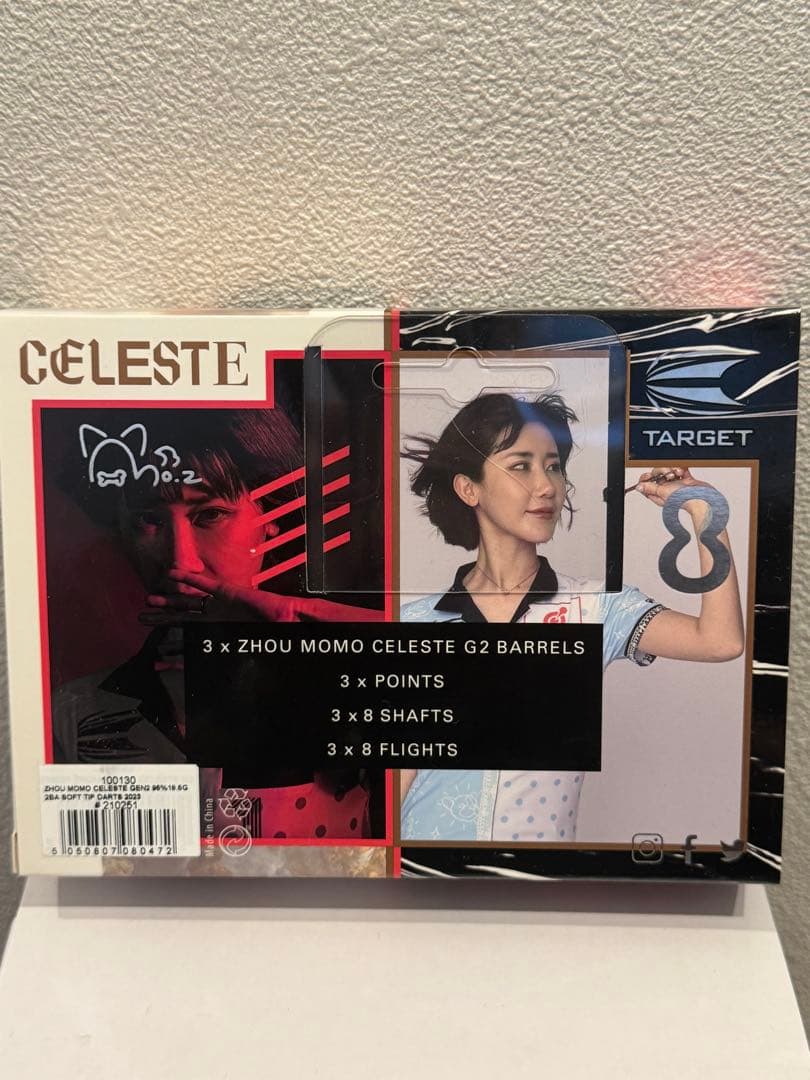 CELESTE
TARGET
8
3 x ZHOU MOMO CELESTE G2 BARRELS
3 x POINTS
3 x 8 SHAFTS
3 x 8 FLIGHTS
100130
ZHOU MOMO CELESTE GEN2 95%18.5G
2BA SOFT TIP DARTS 2023
# 210251
5 050807 080472
Made in China